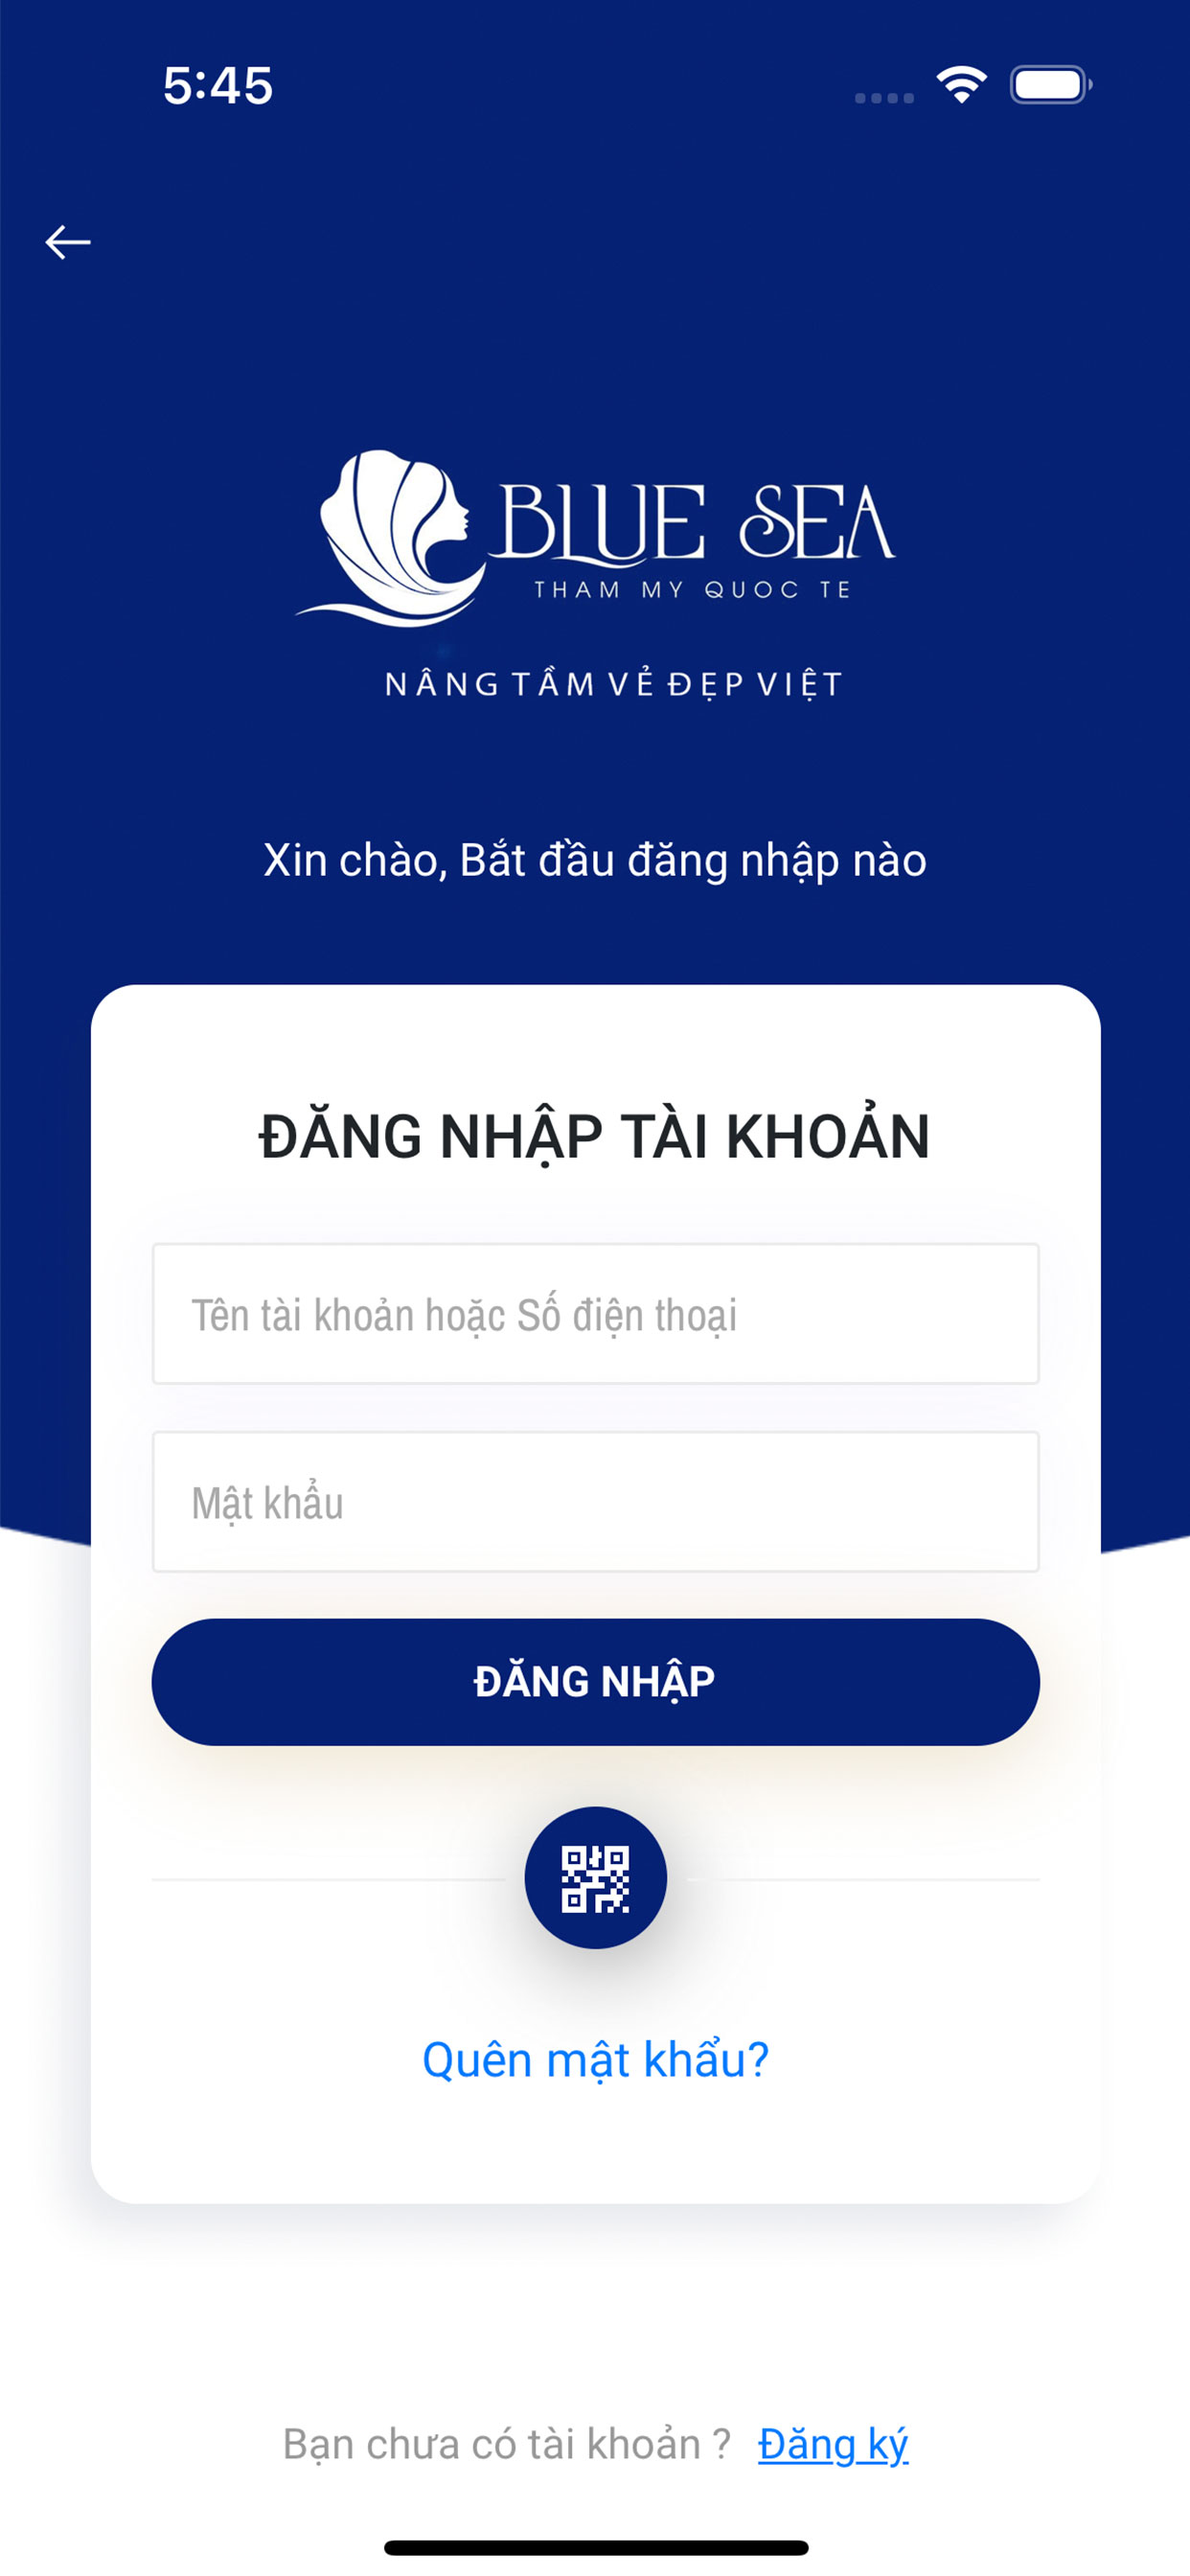 5:45
BLUE SEA
THAM MY QUOC TE
NÂNG TẦM VẺ ĐẸP VIỆT
Xin chào, Bắt đầu đăng nhập nào
ĐĂNG NHẬP TÀI KHOẢN
Tên tài khoản hoặc Số điện thoại
Mật khẩu
ĐĂNG NHẬP
Quên mật khẩu?
Bạn chưa có tài khoản ? Đăng ký